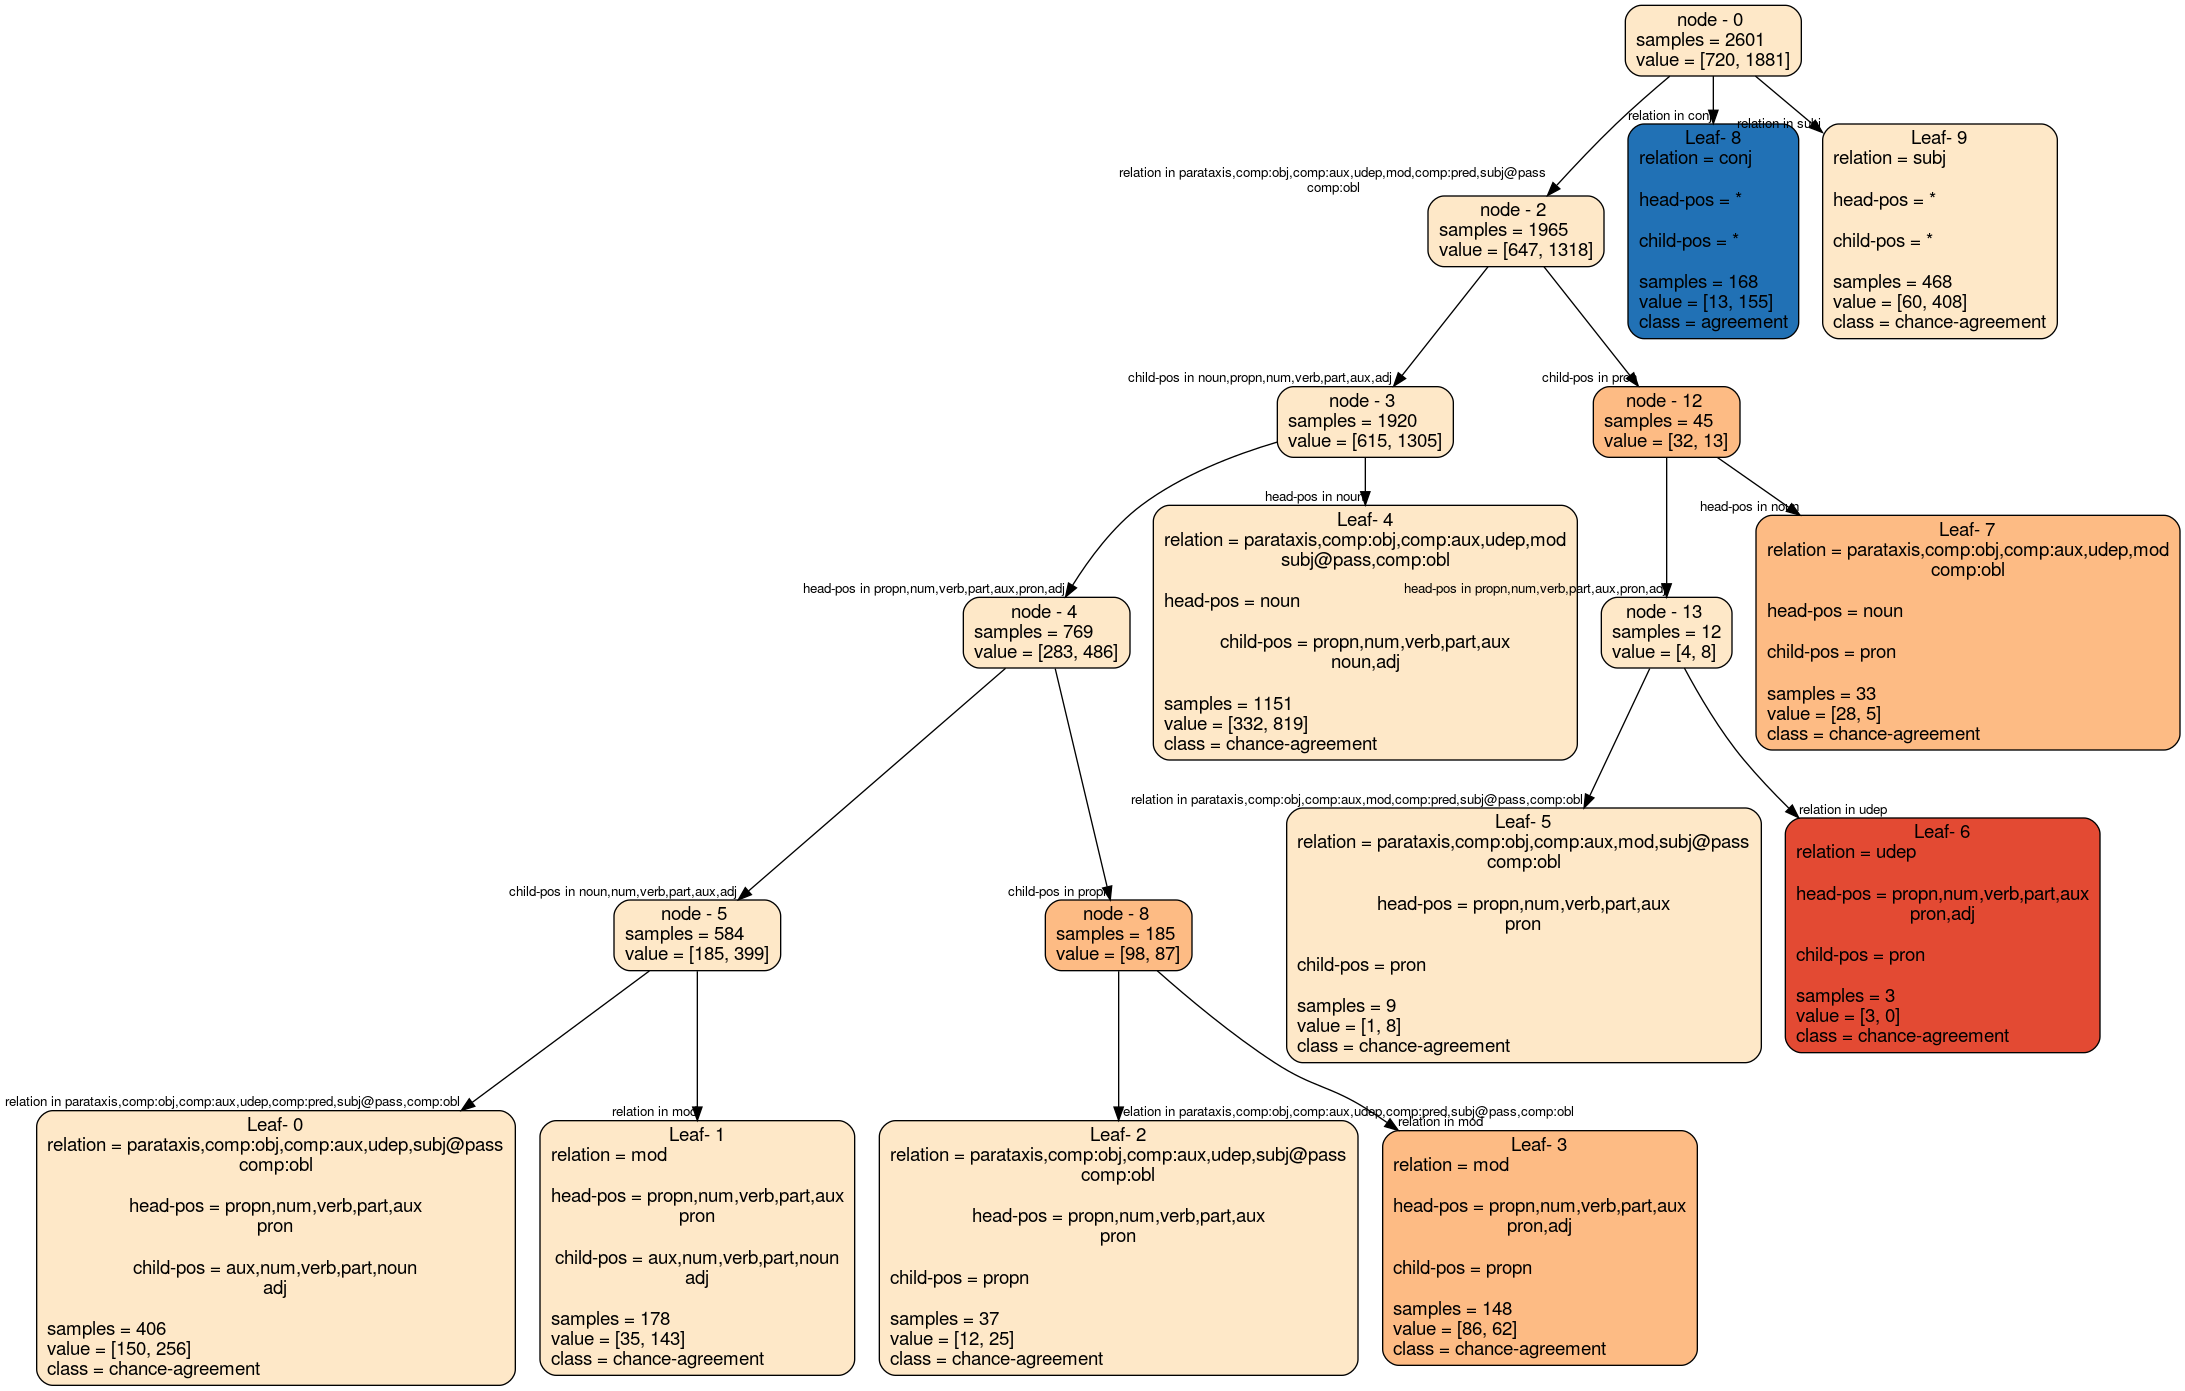 node - 0
samples = 2601
value = [720, 1881]
relation in conj
relation in subj
Leaf- 8
relation = conj
head-pos = *
child-pos = *
samples = 168
value = [13, 155]
class = agreement
Leaf- 9
relation = subj
head-pos = *
child-pos = *
samples = 468
value = [60, 408]
class = chance-agreement
relation in parataxis,comp:obj,comp:aux,udep,mod,comp:pred,subj@pass
comp:obl
node - 2
samples = 1965
value = [647, 1318]
child-pos in noun,propn,num,verb,part,aux,adj
node - 3
samples = 1920
value = [615, 1305]
child-pos in pron
node - 12
samples = 45
value = [32, 13]
head-pos in noun
Leaf- 4
relation = parataxis,comp:obj,comp:aux,udep,mod
subj@pass,comp:obl
head-pos = noun
child-pos = propn,num,verb,part,aux
noun,adj
samples = 1151
value = [332, 819]
class = chance-agreement
head-pos in noun
Leaf- 7
relation = parataxis,comp:obj,comp:aux,udep,mod
comp:obl
head-pos = noun
child-pos = pron
samples = 33
value = [28, 5]
class = chance-agreement
head-pos in propn,num,verb,part,aux,pron,adj
node - 4
samples = 769
value = [283, 486]
head-pos in propn,num,verb,part,aux,pron,adj
node - 13
samples = 12
value = [4, 8]
relation in parataxis,comp:obj,comp:aux,mod,comp:pred,subj@pass,comp:obl
Leaf- 5
relation = parataxis,comp:obj,comp:aux,mod,subj@pass
comp:obl
head-pos = propn,num,verb,part,aux
pron
child-pos = pron
samples = 9
value = [1, 8]
class = chance-agreement
relation in udep
Leaf- 6
relation = udep
head-pos = propn,num,verb,part,aux
pron,adj
child-pos = pron
samples = 3
value = [3, 0]
class = chance-agreement
child-pos in noun,num,verb,part,aux,adj
node - 5
samples = 584
value = [185, 399]
child-pos in propn
node - 8
samples = 185
value = [98, 87]
relation in parataxis,comp:obj,comp:aux,udep,comp:pred,subj@pass,comp:obl
Leaf- 0
relation = parataxis,comp:obj,comp:aux,udep,subj@pass
comp:obl
head-pos = propn,num,verb,part,aux
pron
child-pos = aux,num,verb,part,noun
adj
samples = 406
value = [150, 256]
class = chance-agreement
relation in mod
Leaf- 1
relation = mod
head-pos = propn,num,verb,part,aux
pron
child-pos = aux,num,verb,part,noun
adj
samples = 178
value = [35, 143]
class = chance-agreement
relation in parataxis,comp:obj,comp:aux,udep,comp:pred,subj@pass,comp:obl
Leaf- 2
relation = parataxis,comp:obj,comp:aux,udep,subj@pass
comp:obl
head-pos = propn,num,verb,part,aux
pron
child-pos = propn
samples = 37
value = [12, 25]
class = chance-agreement
relation in mod
Leaf- 3
relation = mod
head-pos = propn,num,verb,part,aux
pron,adj
child-pos = propn
samples = 148
value = [86, 62]
class = chance-agreement